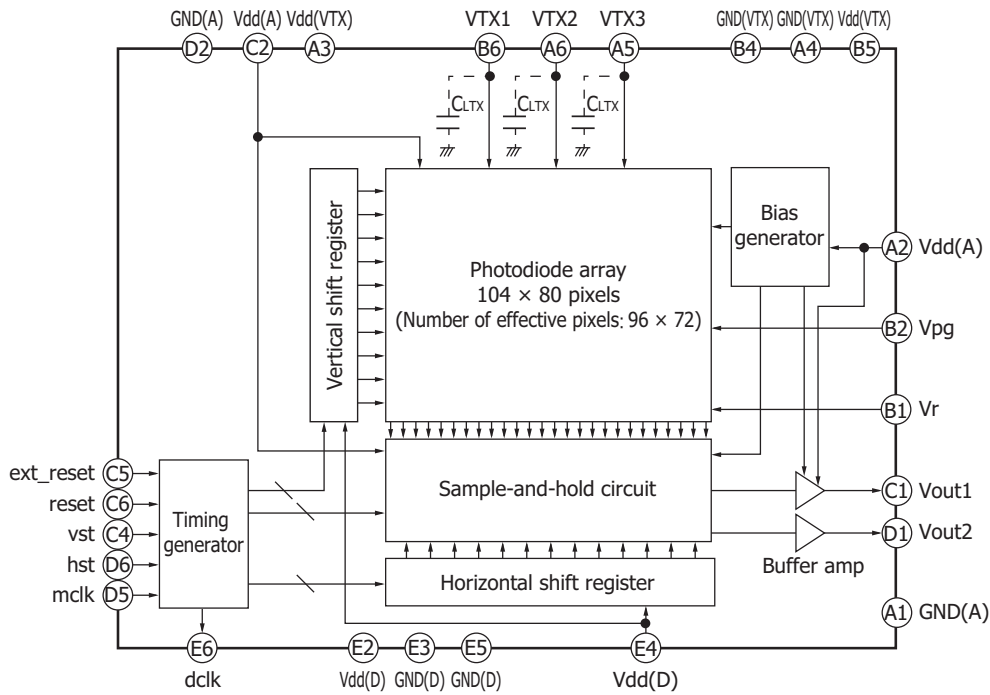 GND(A) Vdd(A) Vdd(VTX) VTX1 VTX2 VTX3 GND(VTX) GND(VTX) Vdd(VTX)
D2 C2 A3 B6 A6 A5 B4 A4 B5
CLTX CLTX CLTX
Vertical shift register
Photodiode array
104 × 80 pixels
(Number of effective pixels: 96 × 72)
Bias
generator
A2 Vdd(A)
B2 Vpg
B1 Vr
ext_reset C5
reset C6
vst C4
hst D6
mclk D5
Timing
generator
Sample-and-hold circuit
C1 Vout1
D1 Vout2
Buffer amp
Horizontal shift register
A1 GND(A)
E6 E2 E3 E5 E4
dclk Vdd(D) GND(D) GND(D) Vdd(D)